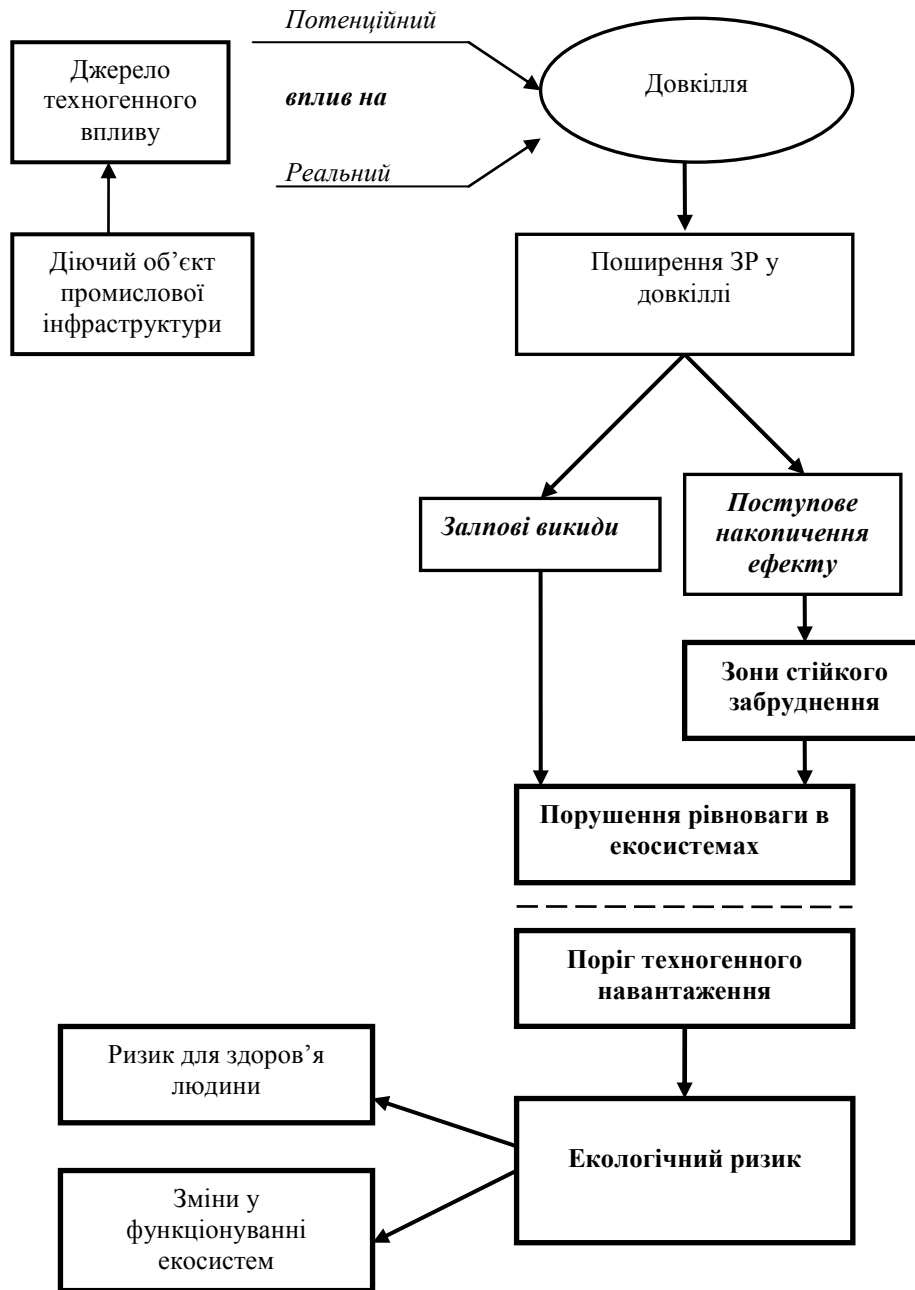 Потенційний
Джерело
техногенного
впливу
вплив на
Довкілля
Реальний
Діючий об’єкт
промислової
інфраструктури
Поширення ЗР у
довкіллі
Залпові викиди
Поступове
накопичення
ефекту
Зони стійкого
забруднення
Порушення рівноваги в
екосистемах
Поріг техногенного
навантаження
Ризик для здоров’я
людини
Екологічний ризик
Зміни у
функціонуванні
екосистем